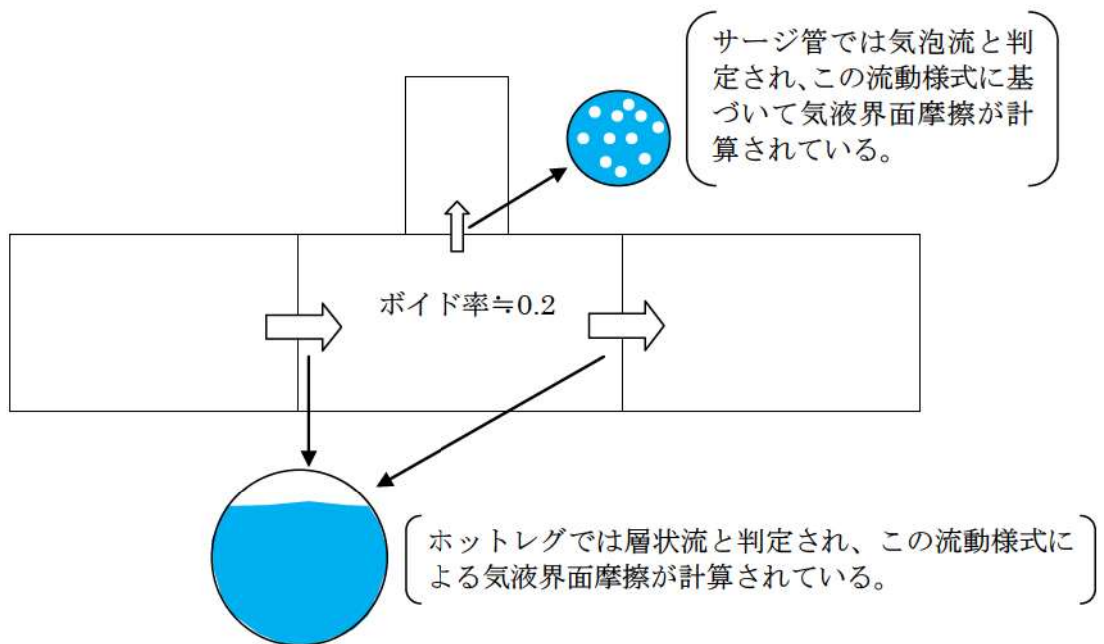 サージ管では気泡流と判
定され、この流動様式に基
づいて気液界面摩擦が計
算されている。
ボイド率≒0.2
ホットレグでは層状流と判定され、この流動様式に
よる気液界面摩擦が計算されている。